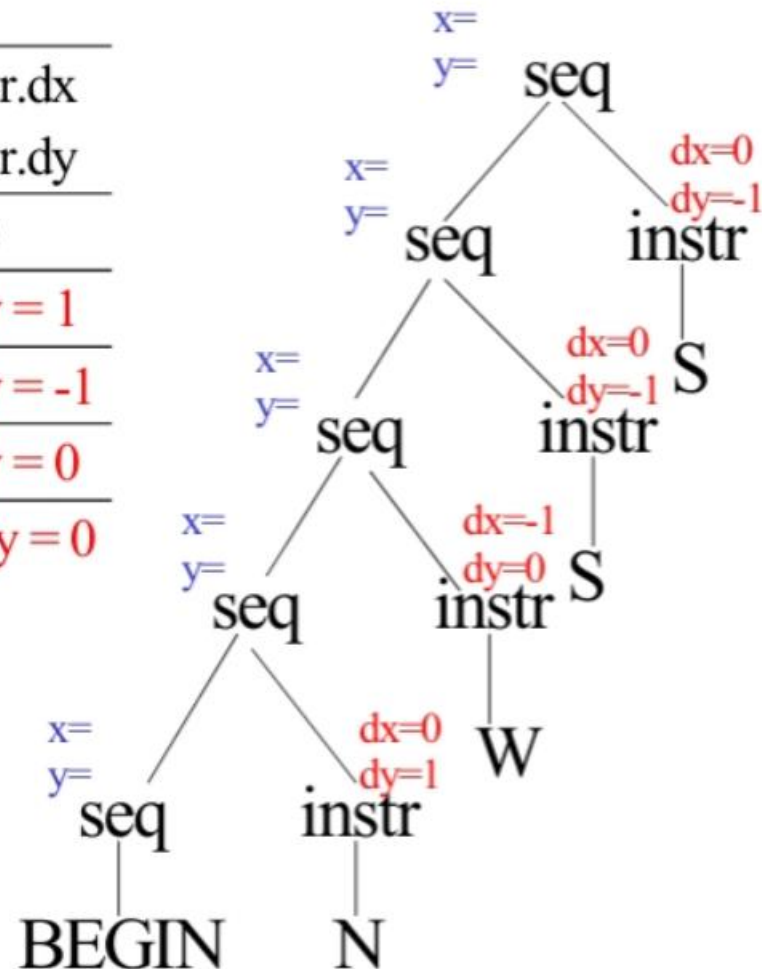 x=
y=
seq
r.dx
r.dy
dx=0
dy=-1
x=
y=
seq
instr
= 1
= -1
= 0
y = 0
dx=0
dy=-1
S
x=
y=
seq
instr
dx=-1
dy=0
S
x=
y=
seq
instr
W
x=
y=
dx=0
dy=1
seq
instr
BEGIN
N